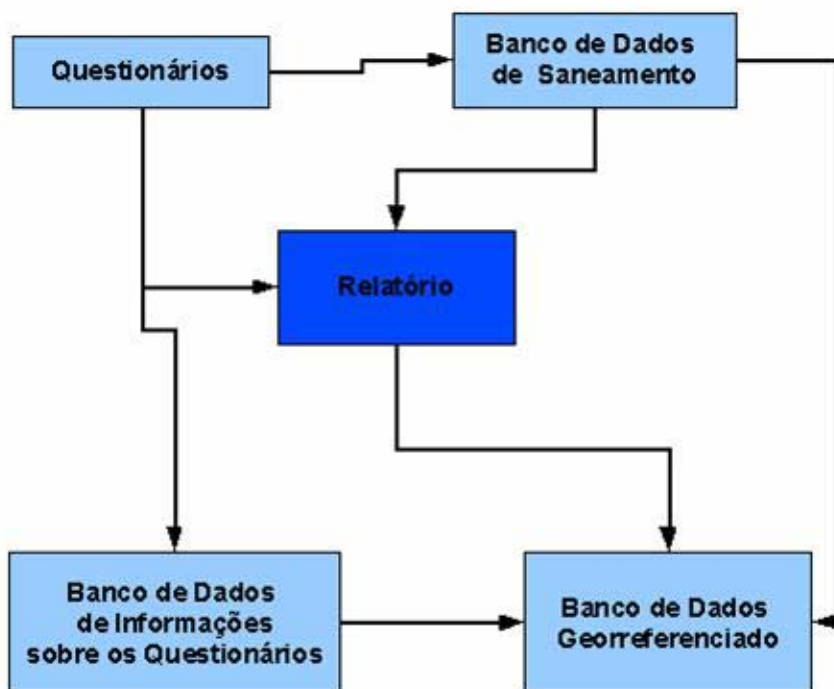 Questionários
Banco de Dados
de Saneamento
Relatório
Banco de Dados
de Informações
sobre os Questionários
Banco de Dados
Georreferenciado